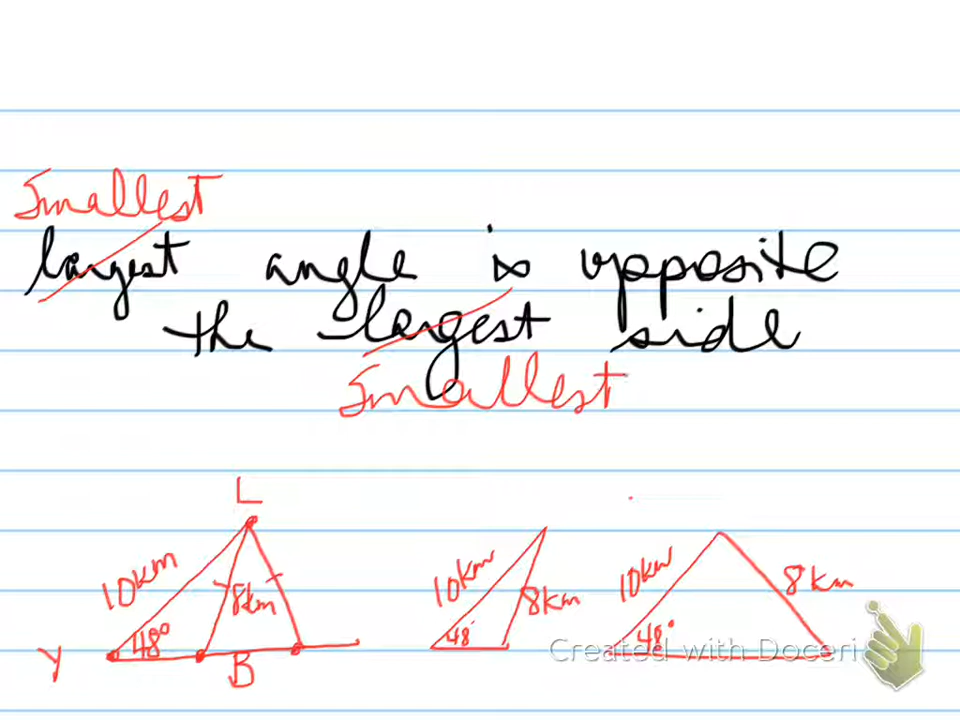 Smallest
largest angle is opposite
the largest side
Smallest
L
10km
8km
48°
Y
B
10km
8km
48°
10km
8km
48°
Created with Doceri